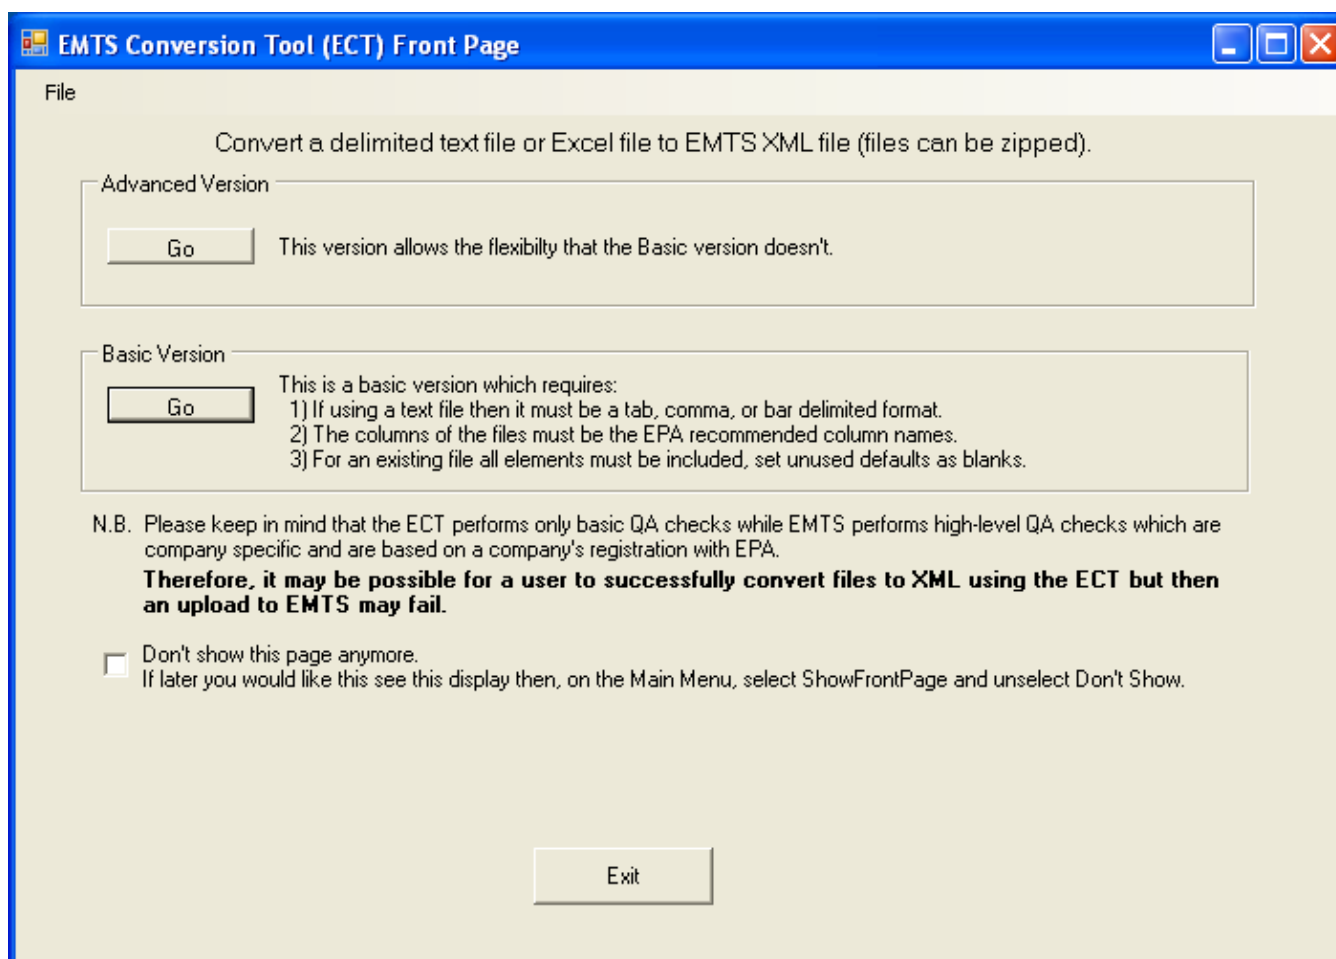 EMTS Conversion Tool (ECT) Front Page
File
Convert a delimited text file or Excel file to EMTS XML file (files can be zipped).
Advanced Version
Go
This version allows the flexibilty that the Basic version doesn't.
Basic Version
Go
This is a basic version which requires:
1) If using a text file then it must be a tab, comma, or bar delimited format.
2) The columns of the files must be the EPA recommended column names.
3) For an existing file all elements must be included, set unused defaults as blanks.
N.B. Please keep in mind that the ECT performs only basic QA checks while EMTS performs high-level QA checks which are
company specific and are based on a company's registration with EPA.
Therefore, it may be possible for a user to successfully convert files to XML using the ECT but then
an upload to EMTS may fail.
Don't show this page anymore.
If later you would like this see this display then, on the Main Menu, select ShowFrontPage and unselect Don't Show.
Exit